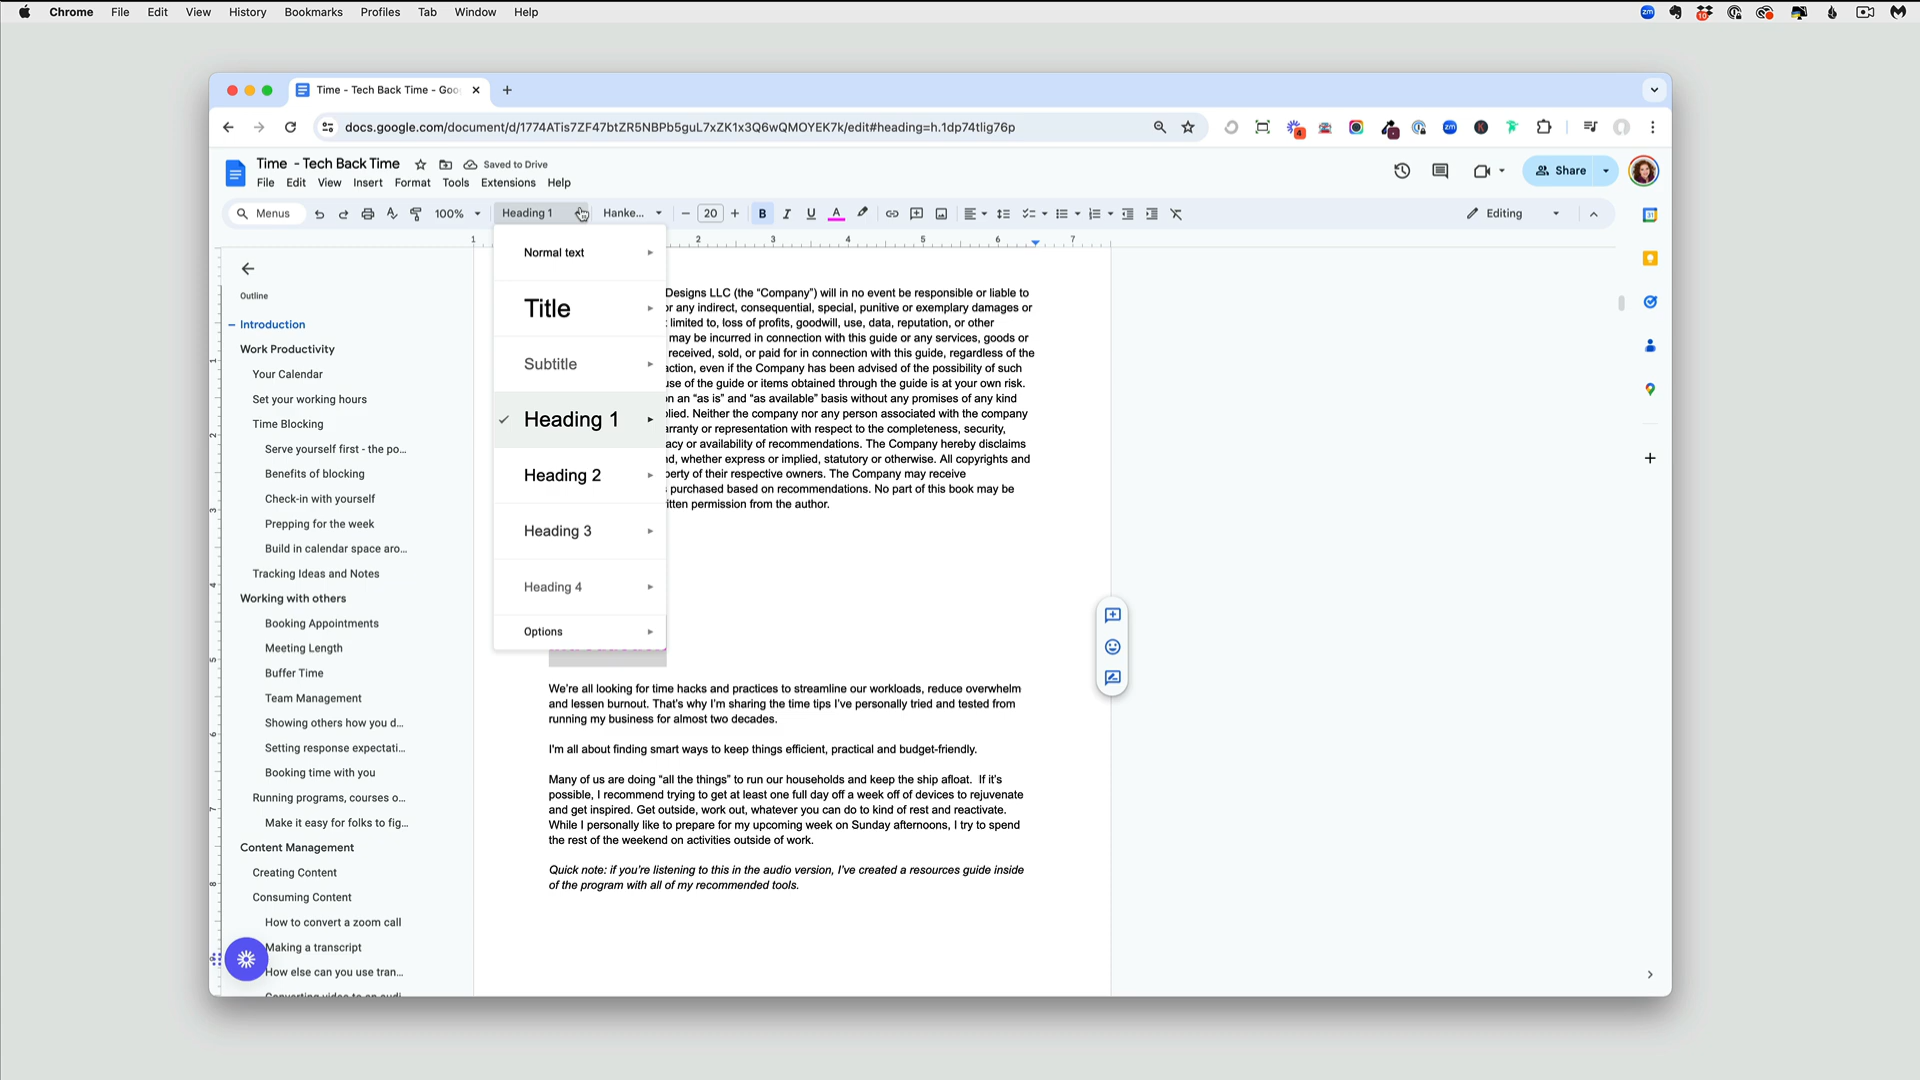 Chrome File Edit View History Bookmarks Profiles Tab Window Help
zm
10
Time - Tech Back Time - Goo
docs.google.com/document/d/1774ATis7ZF47btZR5NBPb5guL7xZK1x3Q6wQMOYEK7k/edit#heading=h.1dp74tlig76p
4
zm
K
Time - Tech Back Time
Saved to Drive
File Edit View Insert Format Tools Extensions Help
Share
Menus
100%
Heading 1
Hanke...
20
B I U A
Editing
31
1 2 3 4 5 6 7
Normal text
Title
Subtitle
Heading 1
Heading 2
Heading 3
Heading 4
Options
Outline
Introduction
Work Productivity
Your Calendar
Set your working hours
Time Blocking
Serve yourself first - the po...
Benefits of blocking
Check-in with yourself
Prepping for the week
Build in calendar space aro...
Tracking Ideas and Notes
Working with others
Booking Appointments
Meeting Length
Buffer Time
Team Management
Showing others how you d...
Setting response expectati...
Booking time with you
Running programs, courses o...
Make it easy for folks to fig...
Content Management
Creating Content
Consuming Content
How to convert a zoom call
Making a transcript
How else can you use tran...
1
2
3
4
5
6
7
8
Designs LLC (the “Company”) will in no event be responsible or liable to
or any indirect, consequential, special, punitive or exemplary damages or
limited to, loss of profits, goodwill, use, data, reputation, or other
may be incurred in connection with this guide or any services, goods or
received, sold, or paid for in connection with this guide, regardless of the
action, even if the Company has been advised of the possibility of such
use of the guide or items obtained through the guide is at your own risk.
on an “as is” and “as available” basis without any promises of any kind
plied. Neither the company nor any person associated with the company
arranty or representation with respect to the completeness, security,
acy or availability of recommendations. The Company hereby disclaims
d, whether express or implied, statutory or otherwise. All copyrights and
perty of their respective owners. The Company may receive
purchased based on recommendations. No part of this book may be
itten permission from the author.
We’re all looking for time hacks and practices to streamline our workloads, reduce overwhelm
and lessen burnout. That’s why I’m sharing the time tips I’ve personally tried and tested from
running my business for almost two decades.
I'm all about finding smart ways to keep things efficient, practical and budget-friendly.
Many of us are doing “all the things” to run our households and keep the ship afloat. If it’s
possible, I recommend trying to get at least one full day off a week off of devices to rejuvenate
and get inspired. Get outside, work out, whatever you can do to kind of rest and reactivate.
While I personally like to prepare for my upcoming week on Sunday afternoons, I try to spend
the rest of the weekend on activities outside of work.
Quick note: if you’re listening to this in the audio version, I’ve created a resources guide inside
of the program with all of my recommended tools.